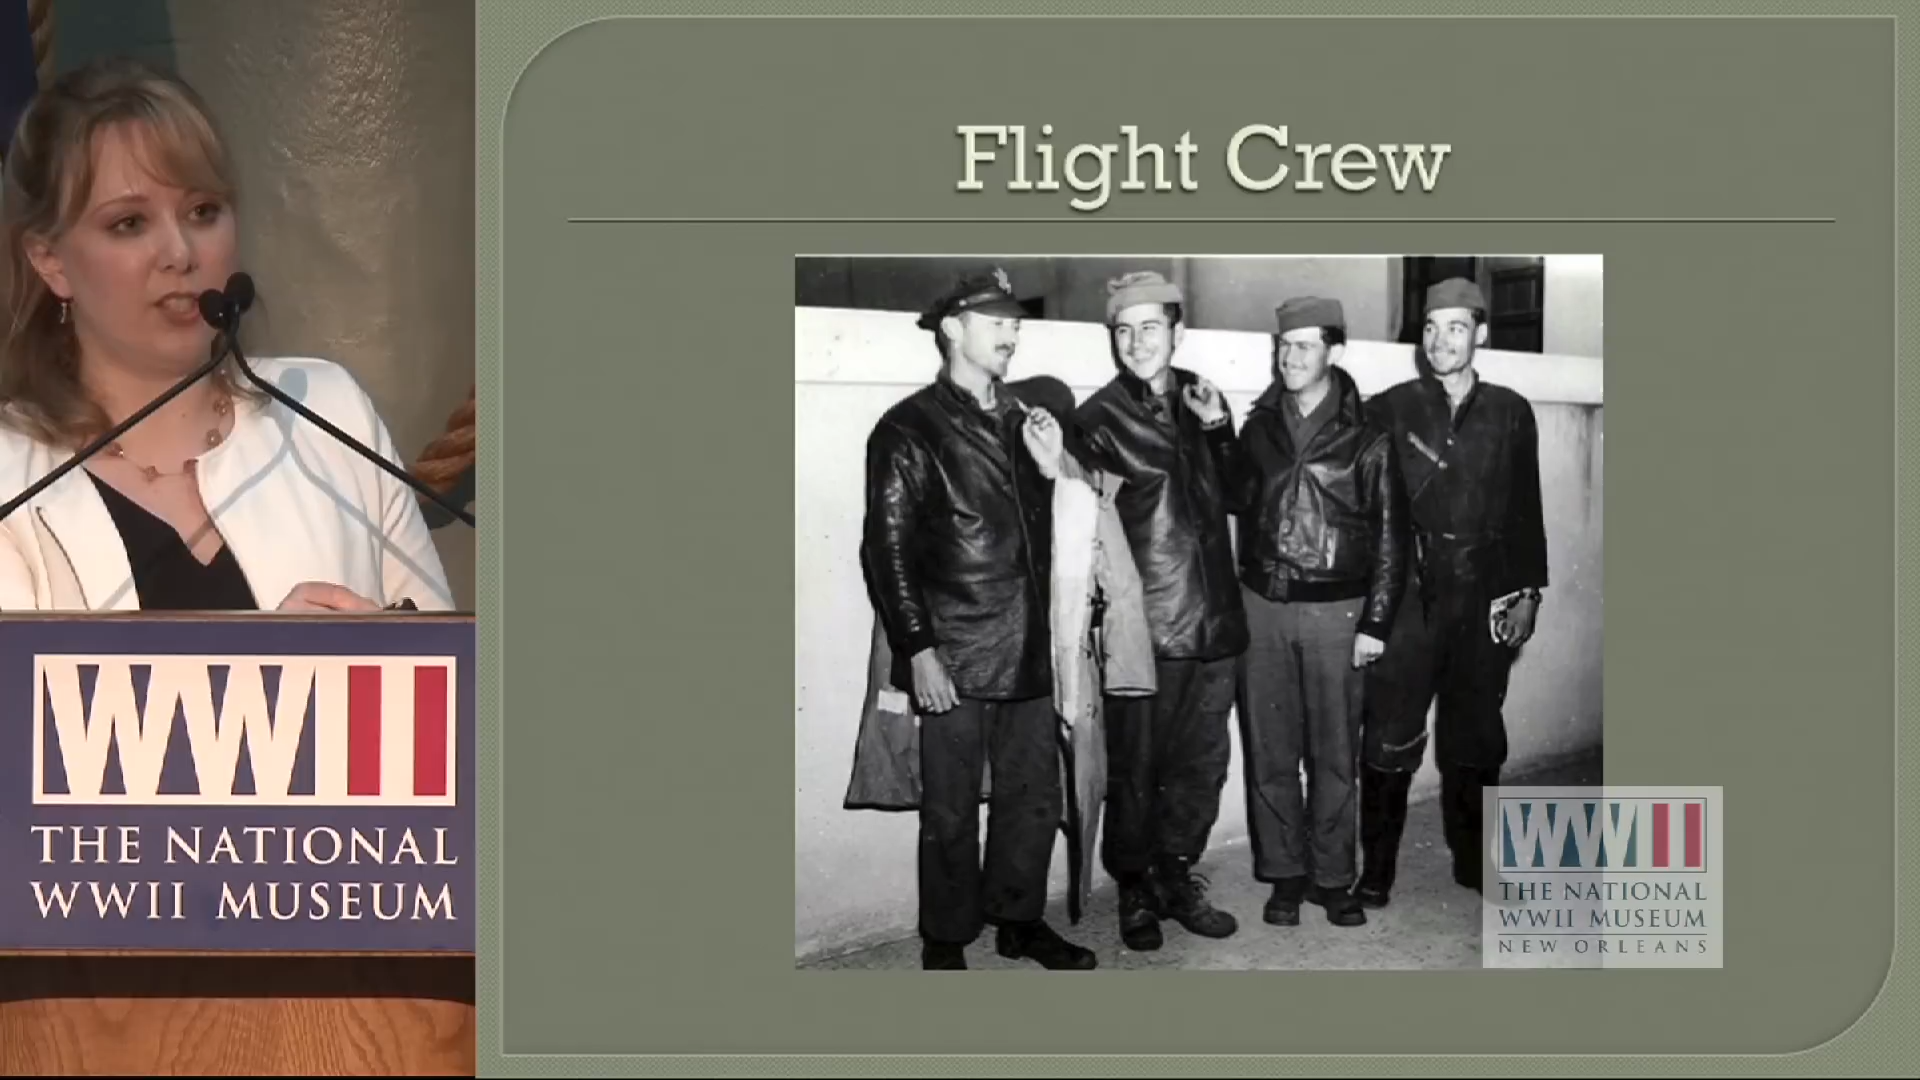 Flight Crew
WWII
THE NATIONAL
WWII MUSEUM
WWII
THE NATIONAL
WWII MUSEUM
NEW ORLEANS